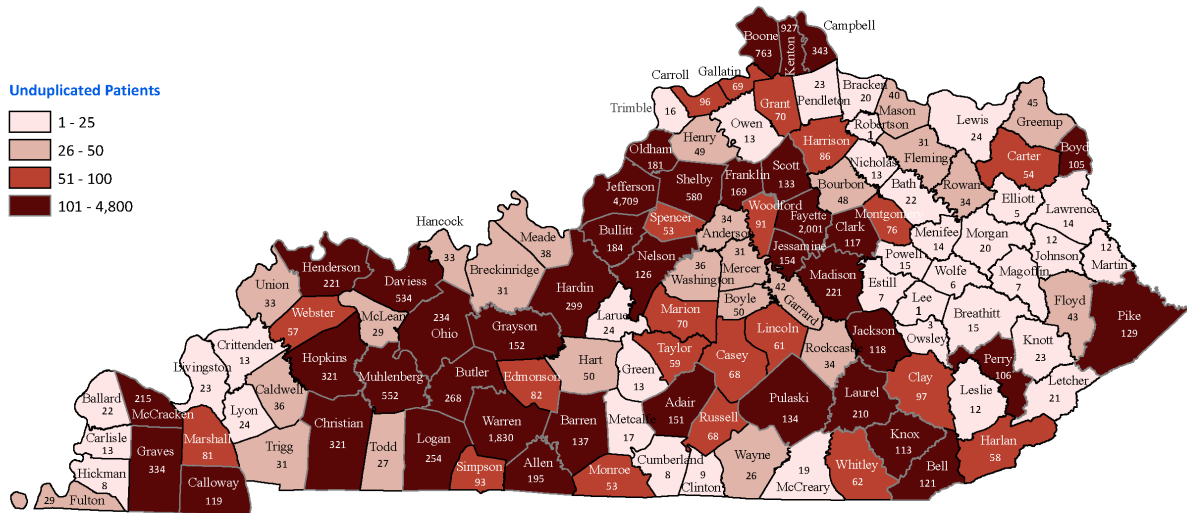 Unduplicated Patients
1 - 25
26 - 50
51 - 100
101 - 4,800
Boone
763
Kenton
927
Campbell
343
Carroll
96
Gallatin
69
Trimble
16
Owen
13
Grant
70
Pendleton
23
Bracken
20
Mason
40
Robertson
1
Lewis
24
Greenup
45
Boyd
105
Carter
54
Fleming
31
Rowan
34
Nicholas
13
Harrison
86
Henry
49
Oldham
181
Jefferson
4,709
Shelby
580
Franklin
169
Scott
133
Bourbon
48
Bath
22
Elliott
5
Lawrence
14
Montgomery
76
Menifee
14
Morgan
20
Johnson
12
Martin
12
Magoffin
7
Wolfe
6
Powell
15
Clark
117
Fayette
2,001
Woodford
91
Anderson
34
Spencer
53
Bullitt
184
Nelson
126
Jessamine
154
Madison
221
Estill
7
Lee
1
Owsley
3
Breathitt
15
Floyd
43
Pike
129
Knott
23
Perry
106
Letcher
21
Leslie
12
Harlan
58
Clay
97
Jackson
118
Rockcastle
34
Garrard
42
Mercer
31
Boyle
50
Washington
36
Marion
70
Lincoln
61
Casey
68
Taylor
59
Larue
24
Hardin
299
Meade
38
Breckinridge
31
Hancock
33
Daviess
534
Henderson
221
Union
33
Webster
57
McLean
29
Ohio
234
Grayson
152
Hart
50
Green
13
Adair
151
Russell
68
Pulaski
134
Laurel
210
Knox
113
Bell
121
Whitley
62
McCreary
19
Wayne
26
Clinton
9
Cumberland
8
Metcalfe
17
Barren
137
Monroe
53
Allen
195
Edmonson
82
Warren
1,830
Butler
268
Muhlenberg
552
Hopkins
321
Crittenden
13
Livingston
23
Caldwell
36
Lyon
24
Christian
321
Todd
27
Logan
254
Simpson
93
Trigg
31
Marshall
81
McCracken
215
Ballard
22
Carlisle
13
Graves
334
Calloway
119
Hickman
8
Fulton
29